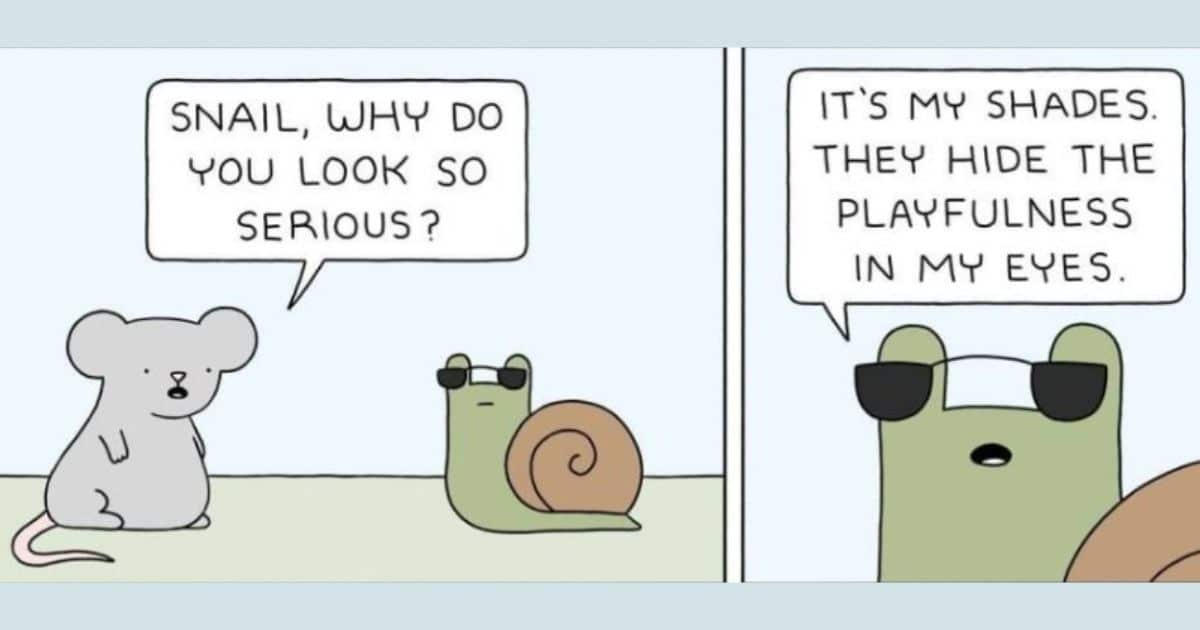 SNAIL, WHY DO
YOU LOOK SO
SERIOUS?
IT'S MY SHADES.
THEY HIDE THE
PLAYFULNESS
IN MY EYES.